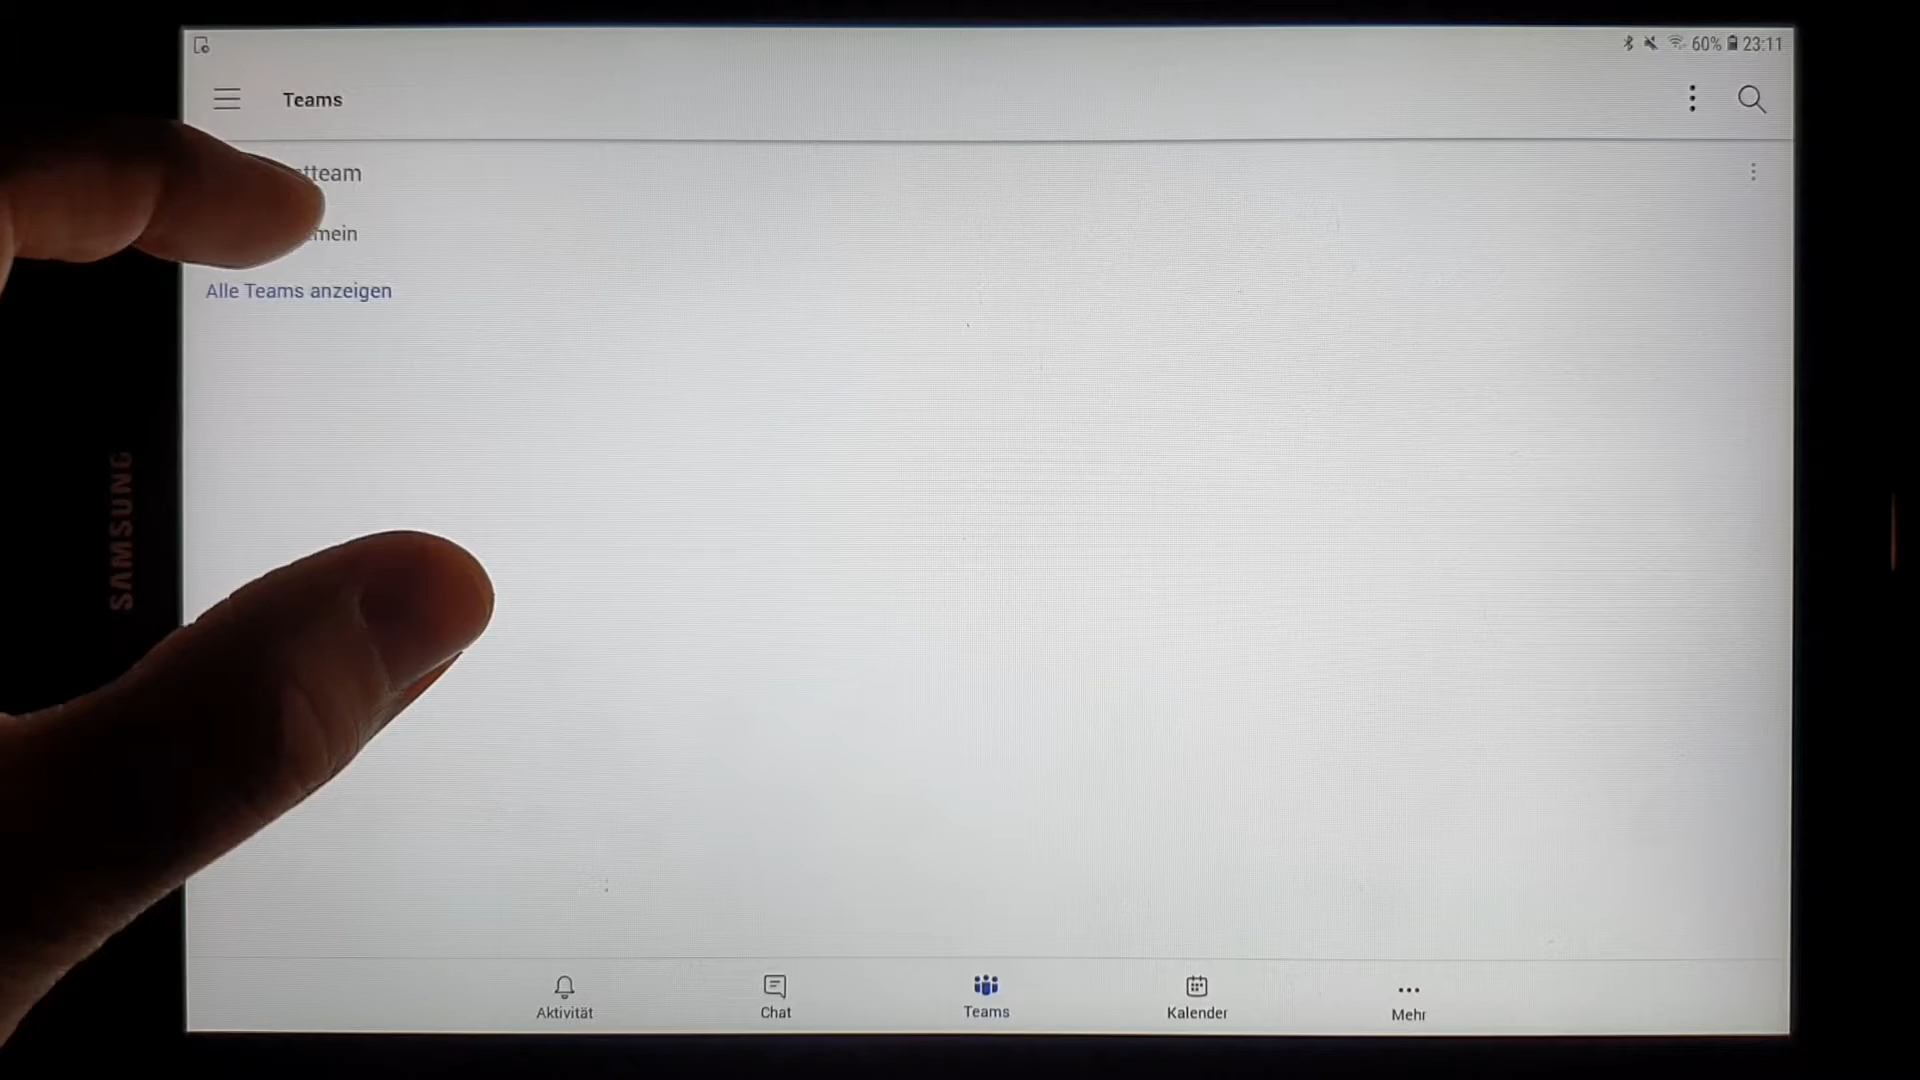 60% 23:11
Teams
tteam
mein
Alle Teams anzeigen
SAMSUNG
Aktivität
Chat
Teams
Kalender
Mehr